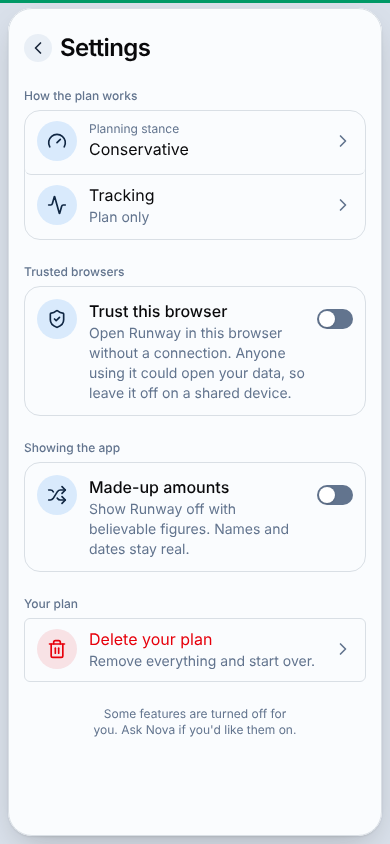 Settings
How the plan works
Planning stance
Conservative
Tracking
Plan only
Trusted browsers
Trust this browser
Open Runway in this browser
without a connection. Anyone
using it could open your data, so
leave it off on a shared device.
Showing the app
Made-up amounts
Show Runway off with
believable figures. Names and
dates stay real.
Your plan
Delete your plan
Remove everything and start over.
Some features are turned off for
you. Ask Nova if you'd like them on.